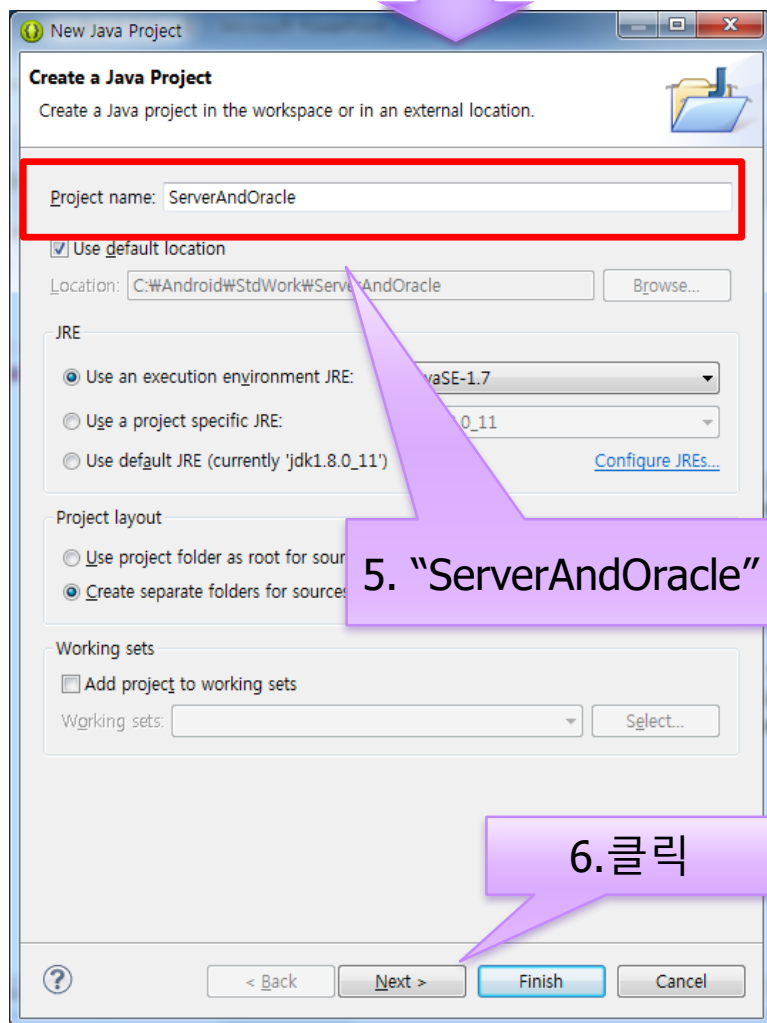 New Java Project
Create a Java Project
Create a Java project in the workspace or in an external location.
Project name: ServerAndOracle
Use default location
Location: C:₩Android₩StdWork₩ServerAndOracle Browse...
JRE
Use an execution environment JRE: vaSE-1.7
Use a project specific JRE: .0_11
Use default JRE (currently 'jdk1.8.0_11') Configure JREs...
Project layout
Use project folder as root for sour
Create separate folders for sources
5. “ServerAndOracle”
Working sets
Add project to working sets
Working sets: Select...
6.클릭
< Back Next > Finish Cancel